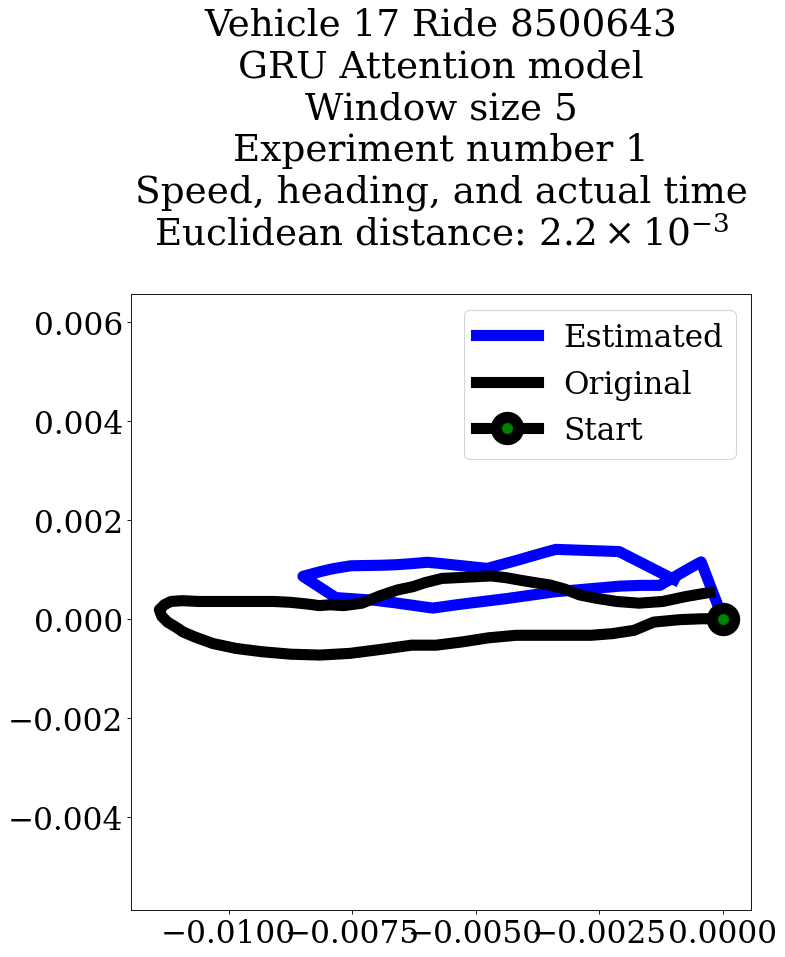 Vehicle 17 Ride 8500643
GRU Attention model
Window size 5
Experiment number 1
Speed, heading, and actual time
Euclidean distance: 2.2 × 10⁻³
Estimated
Original
Start
0.006
0.004
0.002
0.000
−0.002
−0.004
−0.0100 −0.0075 −0.0050 −0.0025 0.0000